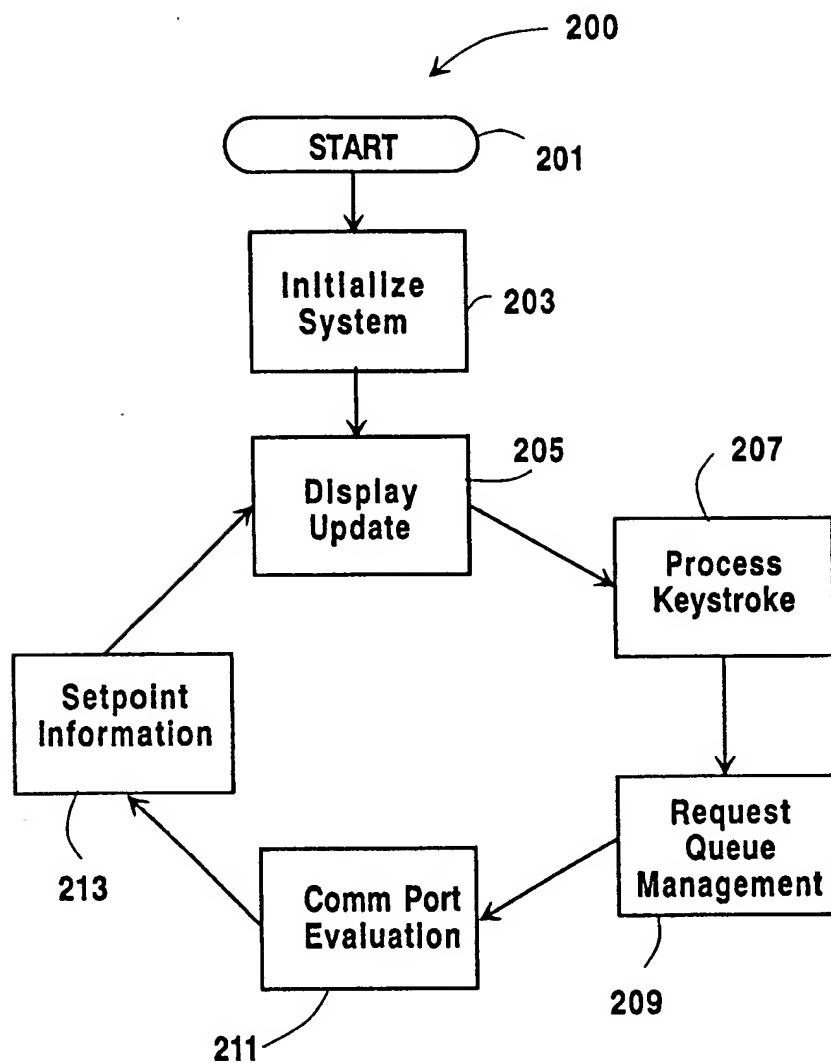 200
START
201
Initialize
System
203
Display
Update
205
207
Process
Keystroke
Setpoint
Information
213
Request
Queue
Management
209
Comm Port
Evaluation
211